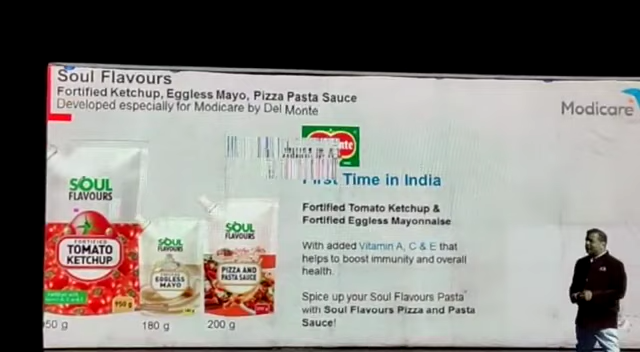 Soul Flavours
Fortified Ketchup, Eggless Mayo, Pizza Pasta Sauce
Developed especially for Modicare by Del Monte
Modicare
First Time in India
Fortified Tomato Ketchup &
Fortified Eggless Mayonnaise
With added Vitamin A, C & E that
helps to boost immunity and overall
health.
Spice up your Soul Flavours Pasta
with Soul Flavours Pizza and Pasta
Sauce!
SOUL
FLAVOURS
FORTIFIED
TOMATO
KETCHUP
950 g
SOUL
FLAVOURS
EGGLESS
MAYO
SOUL
FLAVOURS
PIZZA AND
PASTA SAUCE
950 g
180 g
200 g